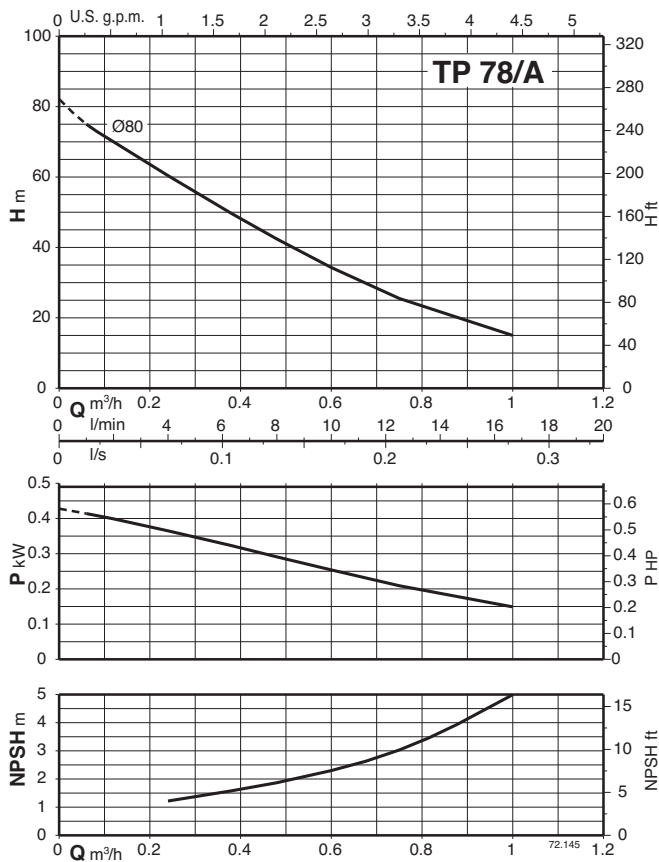 0 U.S. g.p.m. 1 1.5 2 2.5 3 3.5 4 4.5 5
100 80 60 40 20 0
H m
TP 78/A
Ø80
320 280 240 200 160 120 80 40 0
H ft
0 Q m³/h 0.2 0.4 0.6 0.8 1 1.2
0 l/min 4 6 8 10 12 14 16 18 20
0 l/s 0.1 0.2 0.3
0.5 0.4 0.3 0.2 0.1 0
P kW
0.6 0.5 0.4 0.3 0.2 0.1 0
P HP
5 4 3 2 1 0
NPSH m
15 10 5 0
NPSH ft
72.145
0 Q m³/h 0.2 0.4 0.6 0.8 1 1.2